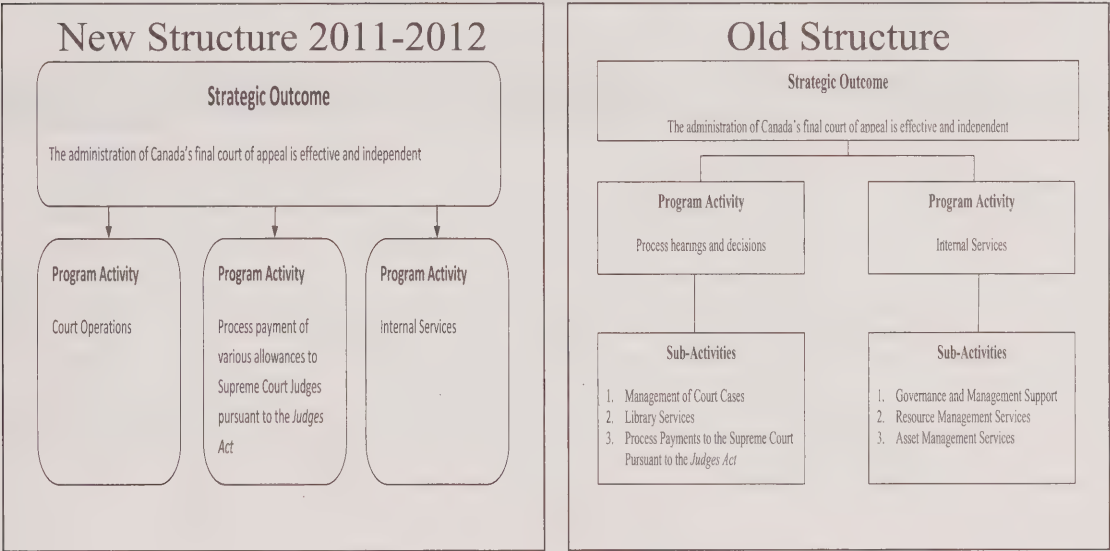 New Structure 2011-2012
Strategic Outcome
The administration of Canada's final court of appeal is effective and independent
Program Activity
Court Operations
Program Activity
Process payment of
various allowances to
Supreme Court Judges
pursuant to the Judges
Act
Program Activity
Internal Services
Old Structure
Strategic Outcome
The administration of Canada's final court of appeal is effective and independent
Program Activity
Process hearings and decisions
Program Activity
Internal Services
Sub-Activities
1. Management of Court Cases
2. Library Services
3. Process Payments to the Supreme Court
Pursuant to the Judges Act
Sub-Activities
1. Governance and Management Support
2. Resource Management Services
3. Asset Management Services